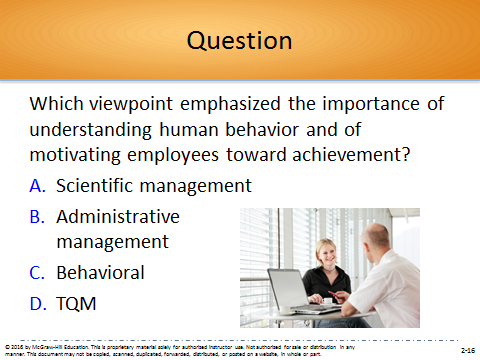 Question
Which viewpoint emphasized the importance of
understanding human behavior and of
motivating employees toward achievement?
A. Scientific management
B. Administrative
management
C. Behavioral
D. TQM
© 2016 by McGraw-Hill Education. This is proprietary material solely for authorized instructor use. Not authorized for sale or distribution in any
manner. This document may not be copied, scanned, duplicated, forwarded, distributed, or posted on a website, in whole or part.
2-16